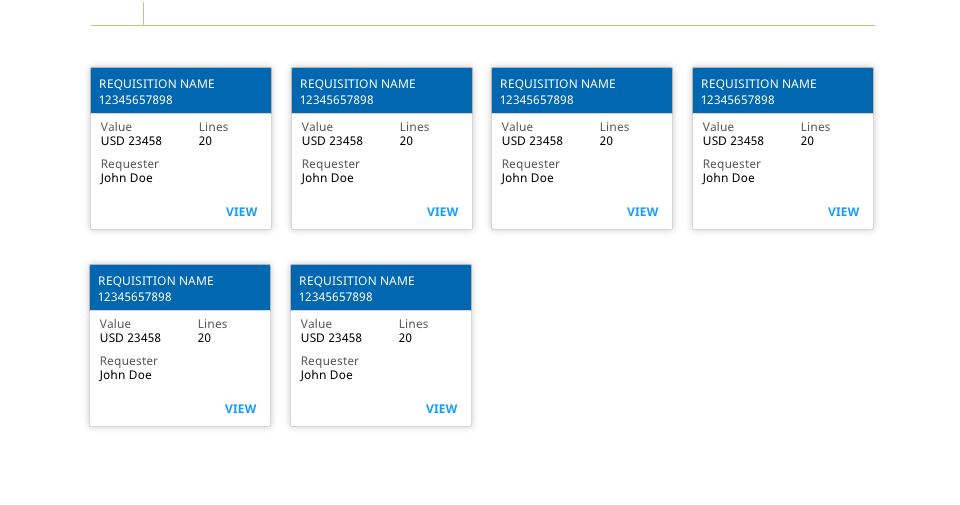 REQUISITION NAME
12345657898
Value Lines
USD 23458 20
Requester
John Doe
VIEW
REQUISITION NAME
12345657898
Value Lines
USD 23458 20
Requester
John Doe
VIEW
REQUISITION NAME
12345657898
Value Lines
USD 23458 20
Requester
John Doe
VIEW
REQUISITION NAME
12345657898
Value Lines
USD 23458 20
Requester
John Doe
VIEW
REQUISITION NAME
12345657898
Value Lines
USD 23458 20
Requester
John Doe
VIEW
REQUISITION NAME
12345657898
Value Lines
USD 23458 20
Requester
John Doe
VIEW